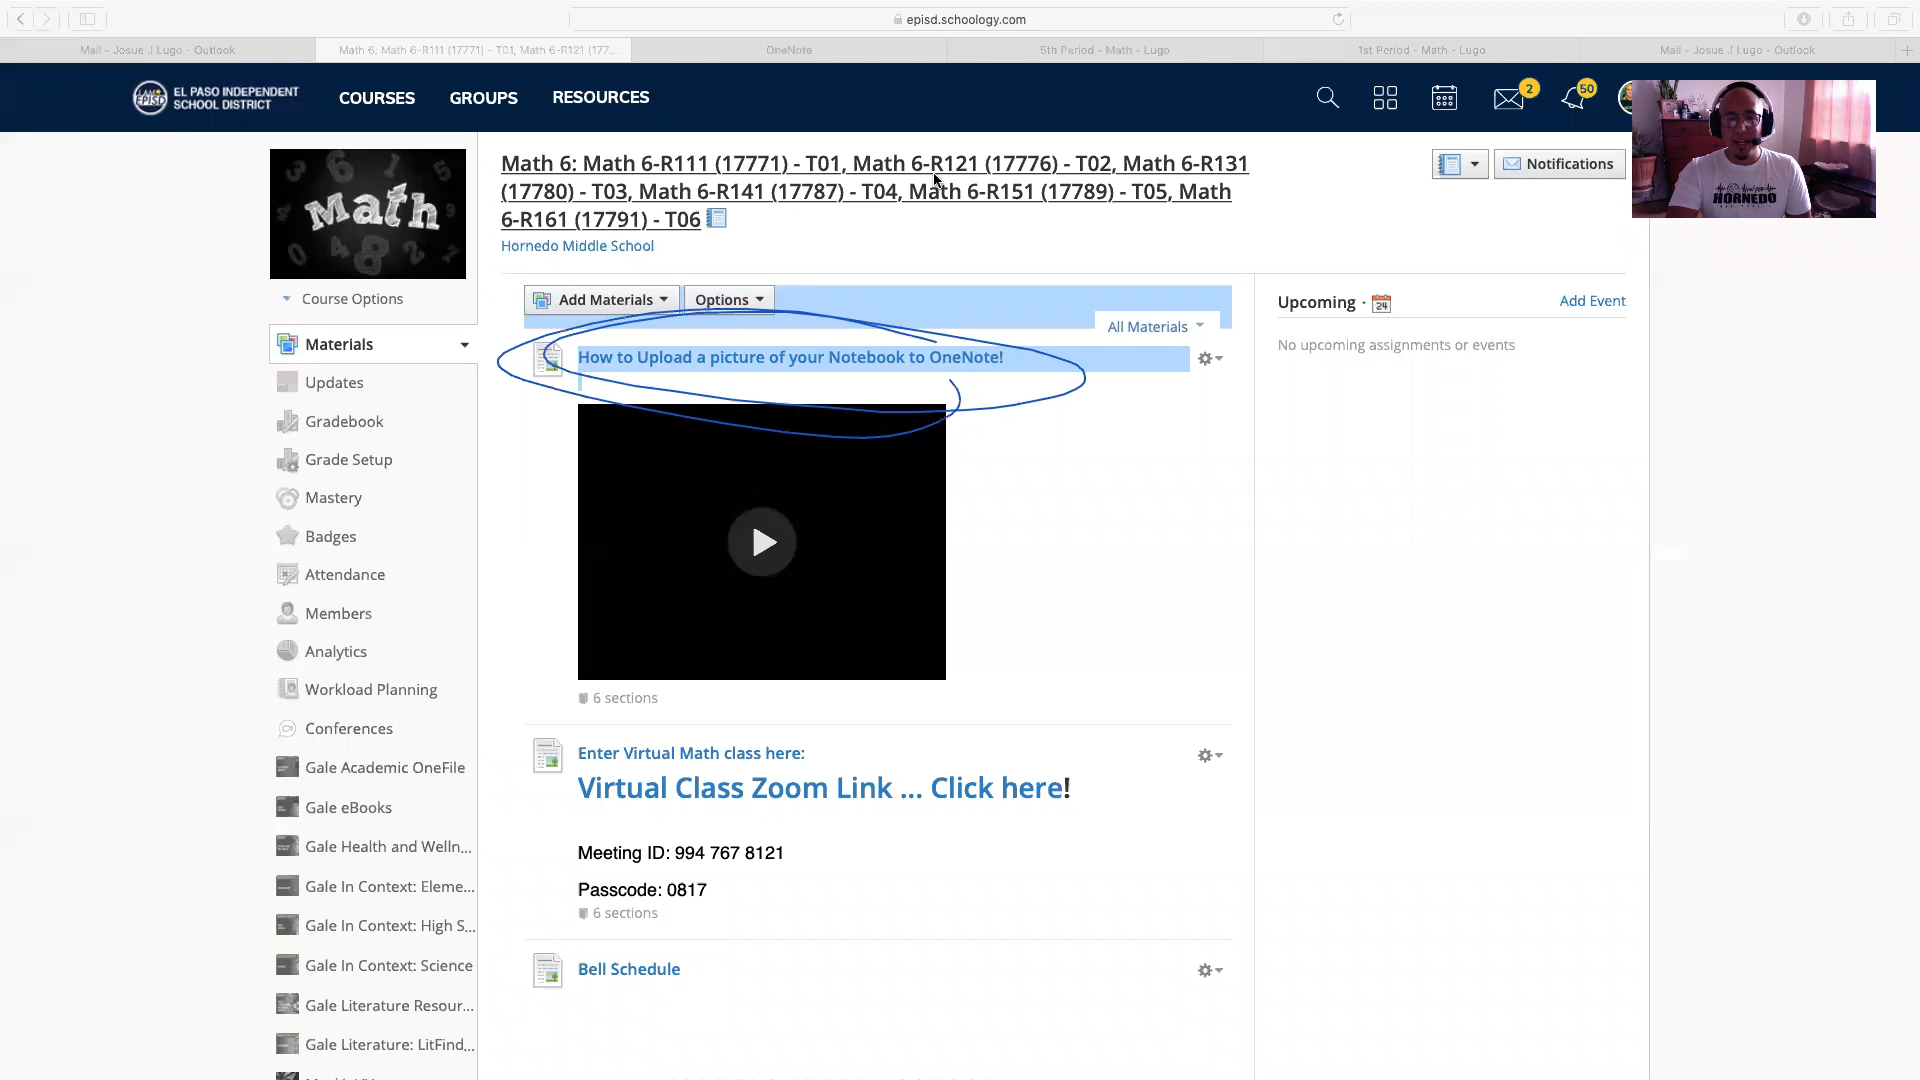 episd.schoology.com
Mail - Josue J Lugo - Outlook
Math 6: Math 6-R111 (17771) - T01, Math 6-R121 (177...
OneNote
5th Period - Math - Lugo
1st Period - Math - Lugo
Mail - Josue J Lugo - Outlook
EPISD
EL PASO INDEPENDENT
SCHOOL DISTRICT
COURSES
GROUPS
RESOURCES
2
50
HORNEDO
Math
Math 6: Math 6-R111 (17771) - T01, Math 6-R121 (17776) - T02, Math 6-R131
(17780) - T03, Math 6-R141 (17787) - T04, Math 6-R151 (17789) - T05, Math
6-R161 (17791) - T06
Hornedo Middle School
Notifications
Course Options
Materials
Updates
Gradebook
Grade Setup
Mastery
Badges
Attendance
Members
Analytics
Workload Planning
Conferences
Gale Academic OneFile
Gale eBooks
Gale Health and Welln...
Gale In Context: Eleme...
Gale In Context: High S...
Gale In Context: Science
Gale Literature Resour...
Gale Literature: LitFind...
Add Materials
Options
All Materials
How to Upload a picture of your Notebook to OneNote!
6 sections
Enter Virtual Math class here:
Virtual Class Zoom Link ... Click here!
Meeting ID: 994 767 8121
Passcode: 0817
6 sections
Bell Schedule
Upcoming ·
24
Add Event
No upcoming assignments or events